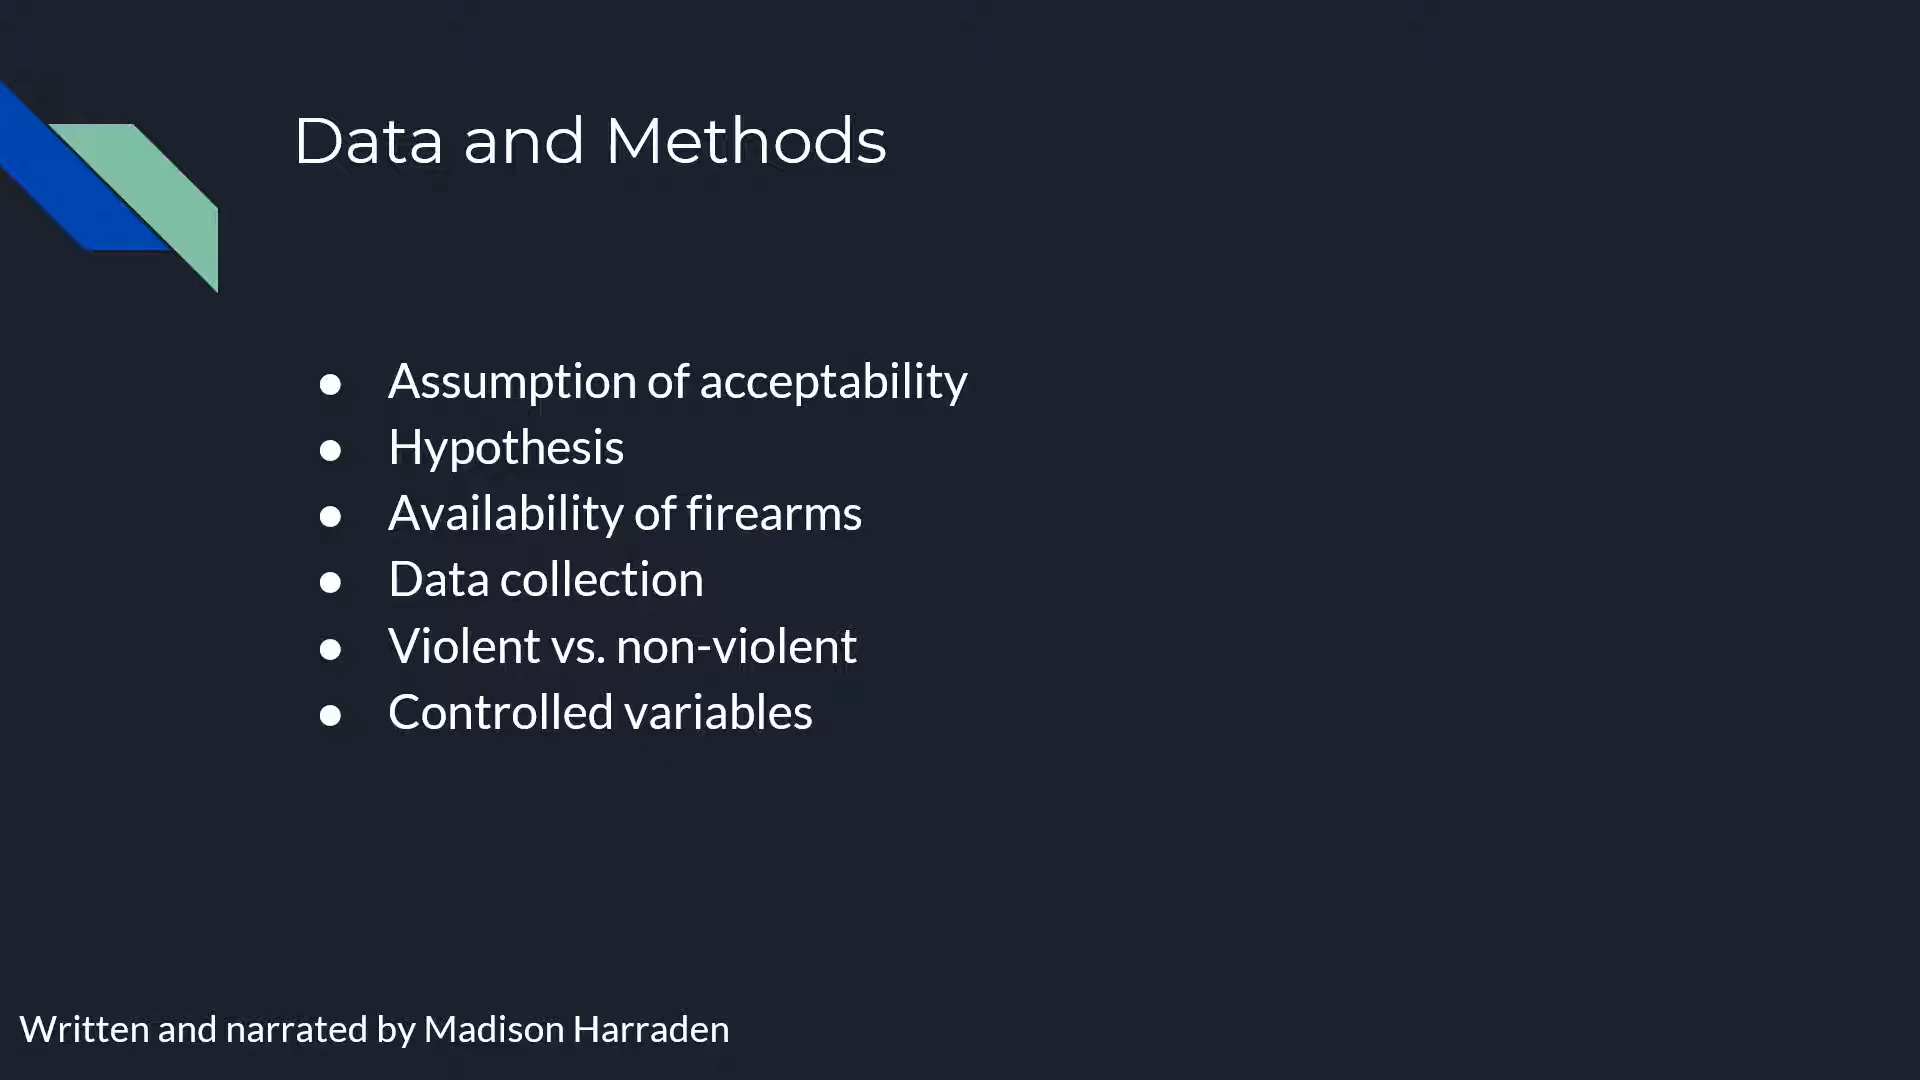 Data and Methods
● Assumption of acceptability
● Hypothesis
● Availability of firearms
● Data collection
● Violent vs. non-violent
● Controlled variables
Written and narrated by Madison Harraden